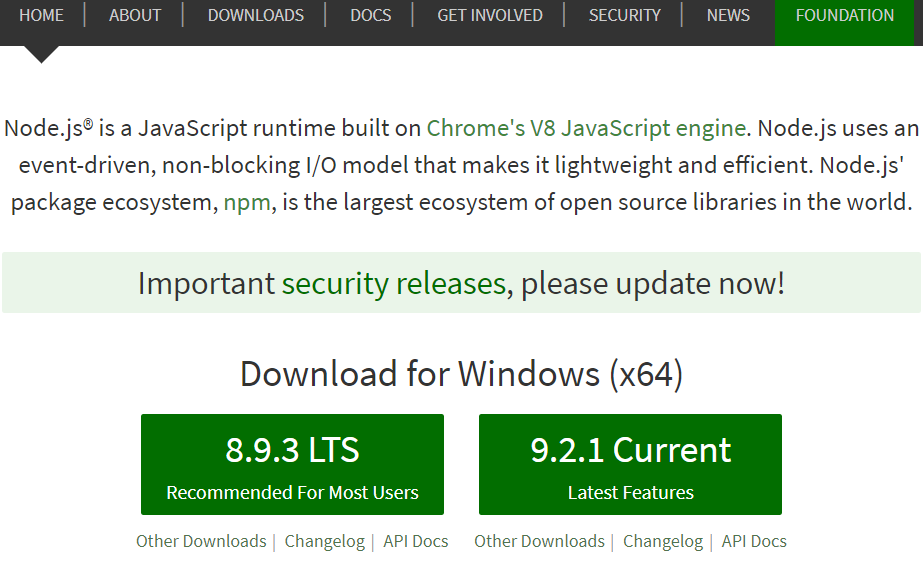 HOME | ABOUT | DOWNLOADS | DOCS | GET INVOLVED | SECURITY | NEWS FOUNDATION
Node.js® is a JavaScript runtime built on Chrome's V8 JavaScript engine. Node.js uses an
event-driven, non-blocking I/O model that makes it lightweight and efficient. Node.js'
package ecosystem, npm, is the largest ecosystem of open source libraries in the world.
Important security releases, please update now!
Download for Windows (x64)
8.9.3 LTS
Recommended For Most Users
9.2.1 Current
Latest Features
Other Downloads | Changelog | API Docs
Other Downloads | Changelog | API Docs